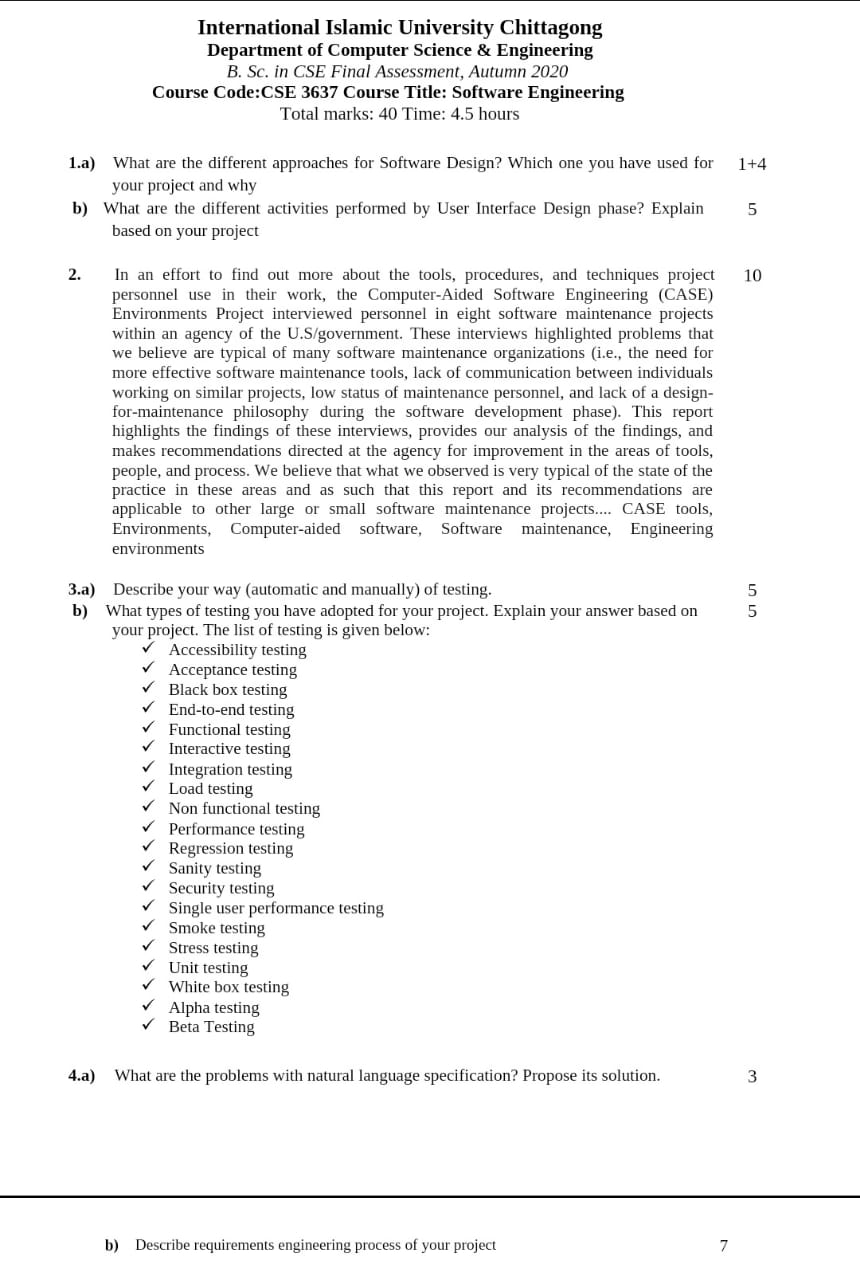 International Islamic University Chittagong
Department of Computer Science & Engineering
B. Sc. in CSE Final Assessment, Autumn 2020
Course Code:CSE 3637 Course Title: Software Engineering
Total marks: 40 Time: 4.5 hours
1.a) What are the different approaches for Software Design? Which one you have used for 1+4
your project and why
b) What are the different activities performed by User Interface Design phase? Explain 5
based on your project
2. In an effort to find out more about the tools, procedures, and techniques project 10
personnel use in their work, the Computer-Aided Software Engineering (CASE)
Environments Project interviewed personnel in eight software maintenance projects
within an agency of the U.S/government. These interviews highlighted problems that
we believe are typical of many software maintenance organizations (i.e., the need for
more effective software maintenance tools, lack of communication between individuals
working on similar projects, low status of maintenance personnel, and lack of a design-
for-maintenance philosophy during the software development phase). This report
highlights the findings of these interviews, provides our analysis of the findings, and
makes recommendations directed at the agency for improvement in the areas of tools,
people, and process. We believe that what we observed is very typical of the state of the
practice in these areas and as such that this report and its recommendations are
applicable to other large or small software maintenance projects.... CASE tools,
Environments, Computer-aided software, Software maintenance, Engineering
environments
3.a) Describe your way (automatic and manually) of testing. 5
b) What types of testing you have adopted for your project. Explain your answer based on 5
your project. The list of testing is given below:
✓ Accessibility testing
✓ Acceptance testing
✓ Black box testing
✓ End-to-end testing
✓ Functional testing
✓ Interactive testing
✓ Integration testing
✓ Load testing
✓ Non functional testing
✓ Performance testing
✓ Regression testing
✓ Sanity testing
✓ Security testing
✓ Single user performance testing
✓ Smoke testing
✓ Stress testing
✓ Unit testing
✓ White box testing
✓ Alpha testing
✓ Beta Testing
4.a) What are the problems with natural language specification? Propose its solution. 3
b) Describe requirements engineering process of your project 7